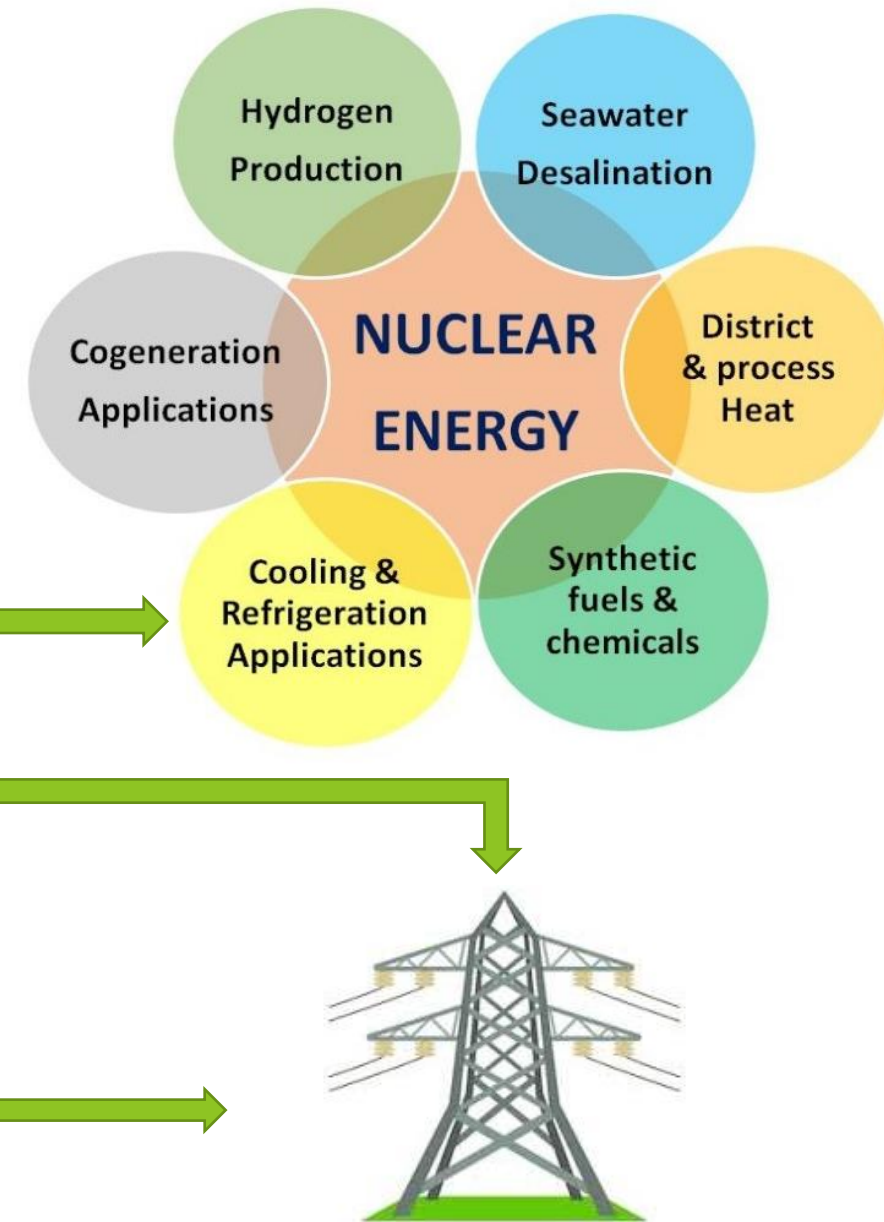 Hydrogen
Production
Seawater
Desalination
NUCLEAR
ENERGY
District
& process
Heat
Cogeneration
Applications
Cooling &
Refrigeration
Applications
Synthetic
fuels &
chemicals